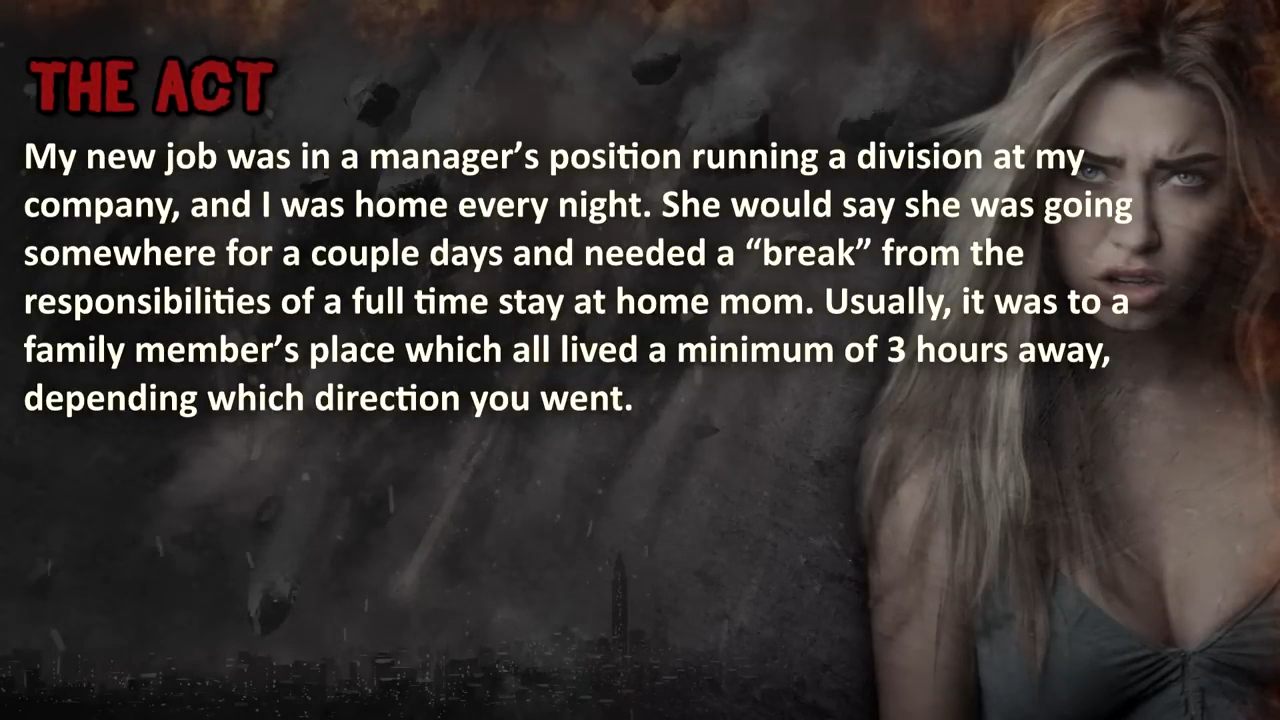 THE ACT
My new job was in a manager’s position running a division at my
company, and I was home every night. She would say she was going
somewhere for a couple days and needed a “break” from the
responsibilities of a full time stay at home mom. Usually, it was to a
family member’s place which all lived a minimum of 3 hours away,
depending which direction you went.